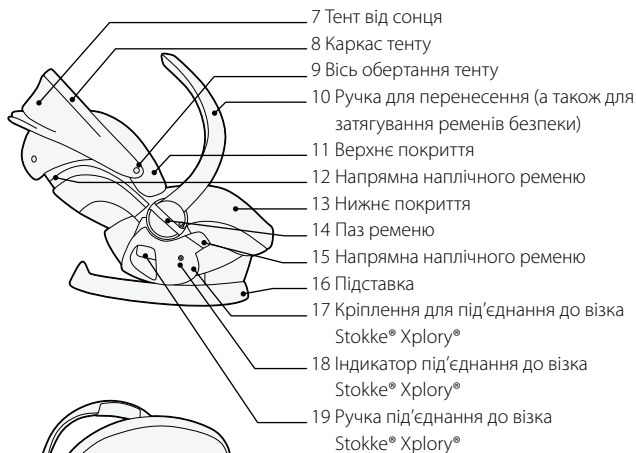 7 Тент від сонця
8 Каркас тенту
9 Вісь обертання тенту
10 Ручка для перенесення (а також для
затягування ременів безпеки)
11 Верхнє покриття
12 Напрямна наплічного ременю
13 Нижнє покриття
14 Паз ременю
15 Напрямна наплічного ременю
16 Підставка
17 Кріплення для під’єднання до візка
Stokke® Xplory®
18 Індикатор під’єднання до візка
Stokke® Xplory®
19 Ручка під’єднання до візка
Stokke® Xplory®